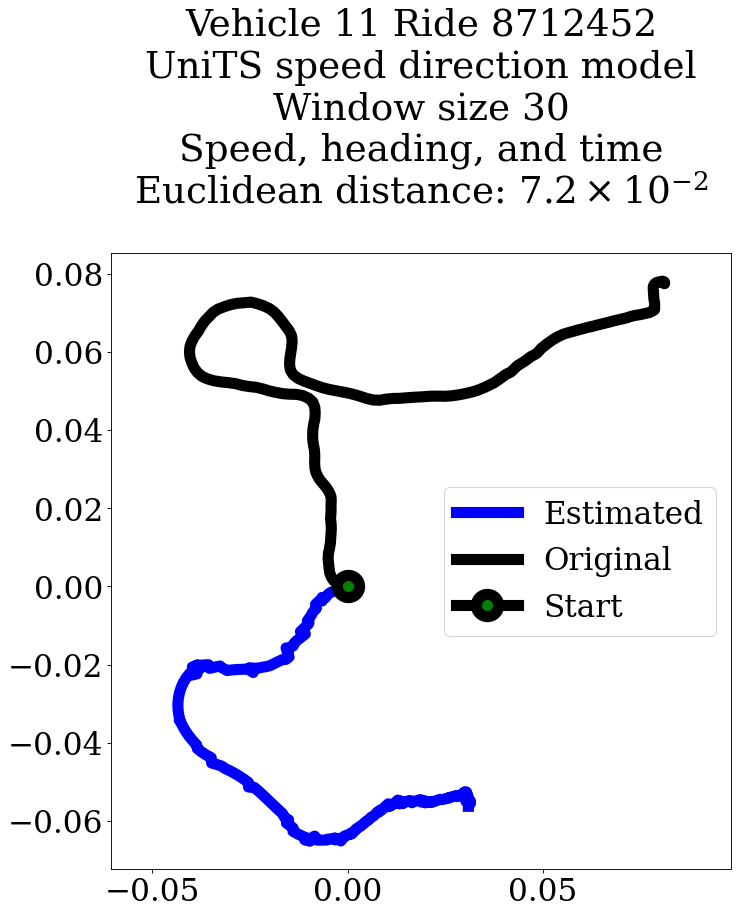 Vehicle 11 Ride 8712452
UniTS speed direction model
Window size 30
Speed, heading, and time
Euclidean distance: 7.2 × 10⁻²
0.08
0.06
0.04
0.02
0.00
−0.02
−0.04
−0.06
Estimated
Original
Start
−0.05
0.00
0.05